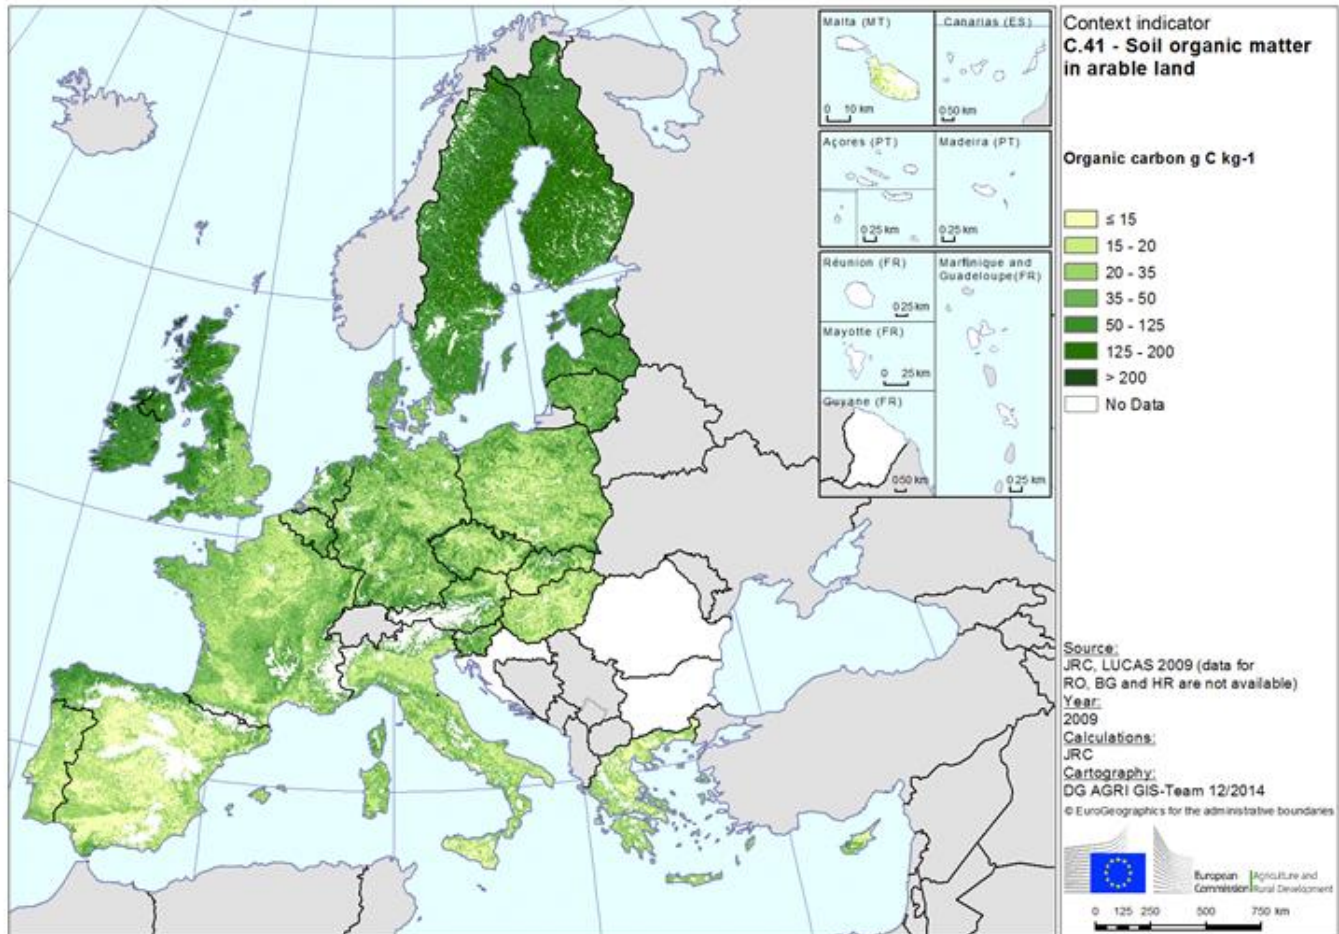 Malta (MT)
0 10 km
Canarias (ES)
0 50 km
Açores (PT)
0 25 km
Madeira (PT)
0 25 km
Réunion (FR)
0 25 km
Mayotte (FR)
0 25 km
Guyane (FR)
0 50 km
Martinique and
Guadeloupe(FR)
0 25 km
Context indicator
C.41 - Soil organic matter
in arable land
Organic carbon g C kg-1
≤ 15
15 - 20
20 - 35
35 - 50
50 - 125
125 - 200
> 200
No Data
Source:
JRC, LUCAS 2009 (data for
RO, BG and HR are not available)
Year:
2009
Calculations:
JRC
Cartography:
DG AGRI GIS-Team 12/2014
© EuroGeographics for the administrative boundaries
European
Commission
Agriculture and
Rural Development
0 125 250 500 750 km